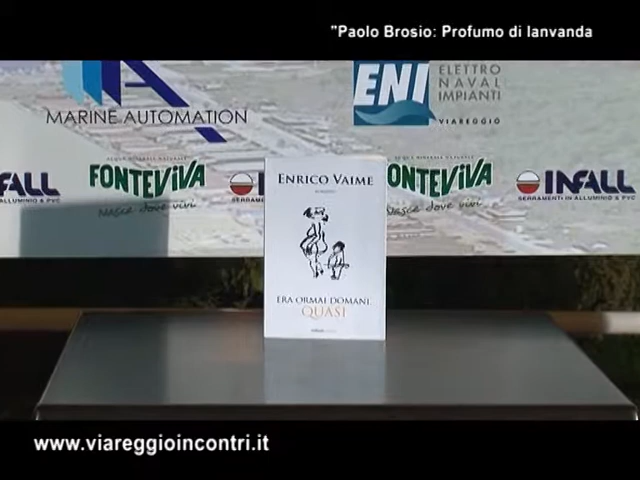 "Paolo Brosio: Profumo di lanvanda
MARINE AUTOMATION
ENI
ELETTRO
NAVAL
IMPIANTI
VIAREGGIO
FONTEVIVA
Nasce dove vivi
FALL
ALLUMINIO & PVC
ENRICO VAIME
ERA ORMAI DOMANI,
QUASI
ONTEVIVA
Nasce dove vivi
INFALL
SERRAMENTI IN ALLUMINIO & PVC
www.viareggioincontri.it